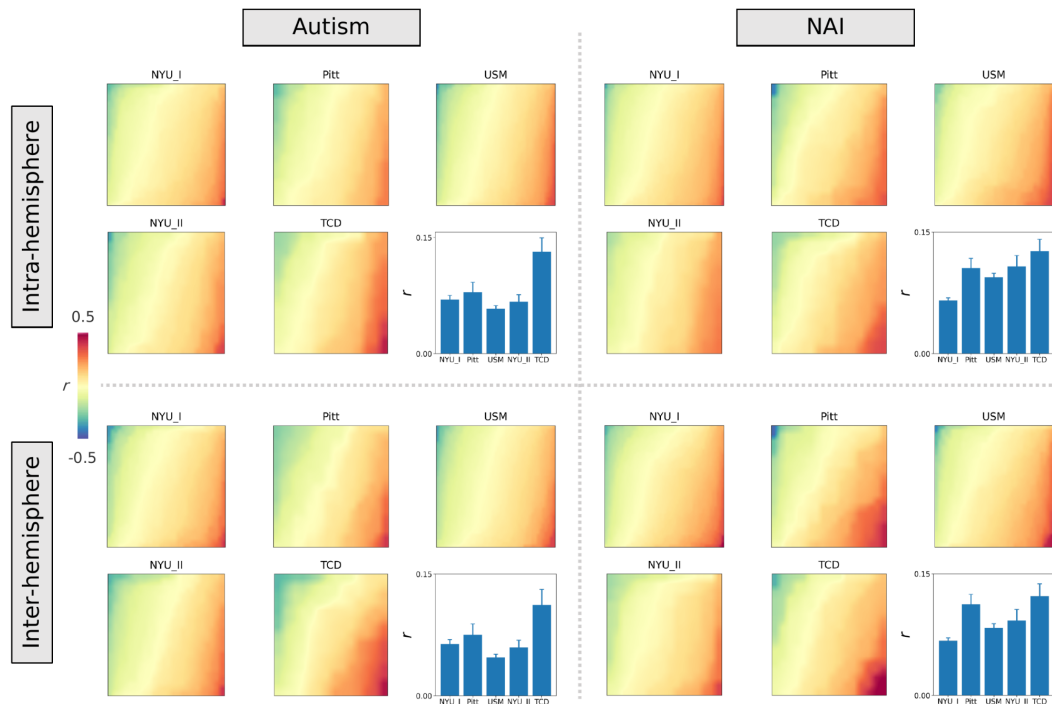 Autism
NAI
Intra-hemisphere
NYU_I
Pitt
USM
NYU_I
Pitt
USM
NYU_II
TCD
0.15
r
0.00
NYU_I
Pitt
USM
NYU_II
TCD
NYU_II
TCD
0.15
r
0.00
NYU_I
Pitt
USM
NYU_II
TCD
0.5
r
-0.5
Inter-hemisphere
NYU_I
Pitt
USM
NYU_I
Pitt
USM
NYU_II
TCD
0.15
r
0.00
NYU_I
Pitt
USM
NYU_II
TCD
NYU_II
TCD
0.15
r
0.00
NYU_I
Pitt
USM
NYU_II
TCD